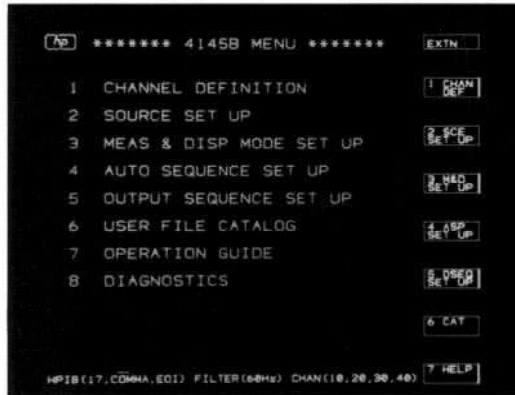 hp ******* 4145B MENU *******
EXTN
1 CHANNEL DEFINITION
2 SOURCE SET UP
3 MEAS & DISP MODE SET UP
4 AUTO SEQUENCE SET UP
5 OUTPUT SEQUENCE SET UP
6 USER FILE CATALOG
7 OPERATION GUIDE
8 DIAGNOSTICS
1 CHAN
DEF
2 SCE
SET UP
3 M&D
SET UP
4 ASP
SET UP
5 OSEQ
SET UP
6 CAT
7 HELP
HPIB(17,COMMA,EOI) FILTER(60Hz) CHAN(10,20,30,40)